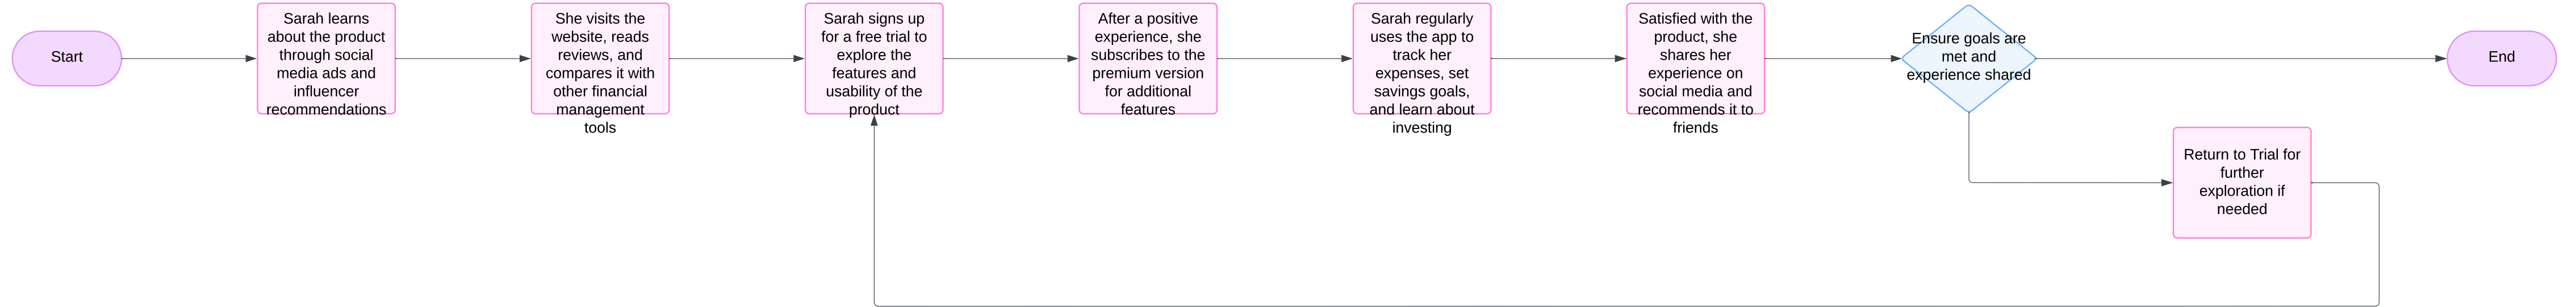 Start
Sarah learns
about the product
through social
media ads and
influencer
recommendations
She visits the
website, reads
reviews, and
compares it with
other financial
management
tools
Sarah signs up
for a free trial to
explore the
features and
usability of the
product
After a positive
experience, she
subscribes to the
premium version
for additional
features
Sarah regularly
uses the app to
track her
expenses, set
savings goals,
and learn about
investing
Satisfied with the
product, she
shares her
experience on
social media and
recommends it to
friends
Ensure goals are
met and
experience shared
End
Return to Trial for
further
exploration if
needed